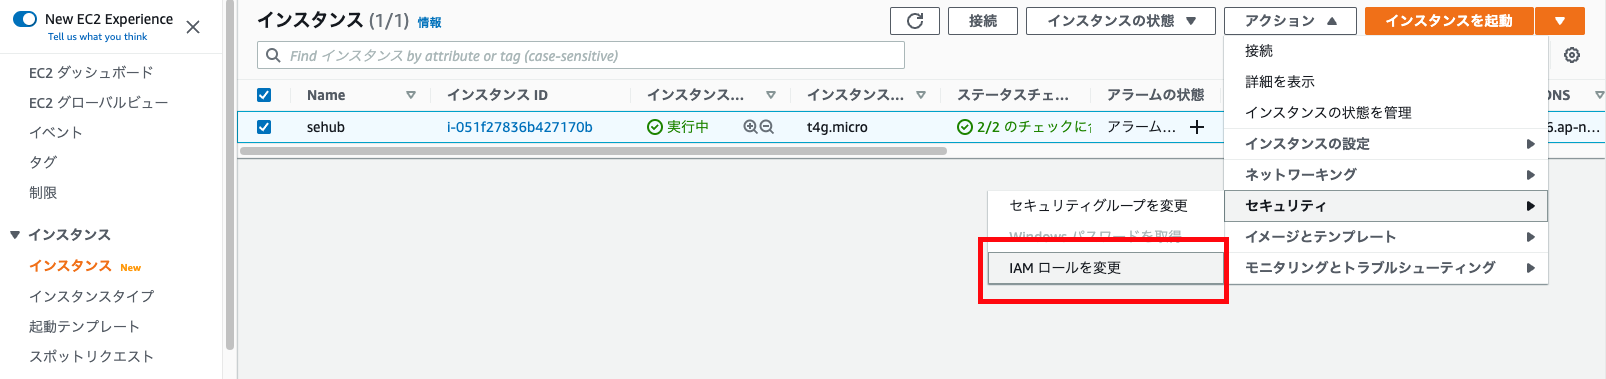 New EC2 Experience
Tell us what you think
EC2 ダッシュボード
EC2 グローバルビュー
イベント
タグ
制限
インスタンス
インスタンス New
インスタンスタイプ
起動テンプレート
スポットリクエスト
インスタンス (1/1) 情報
接続
インスタンスの状態
アクション
インスタンスを起動
Find インスタンス by attribute or tag (case-sensitive)
Name インスタンス ID インスタンス... インスタンス... ステータスチェ... アラームの状態 ONS
sehub i-051f27836b427170b 実行中 t4g.micro 2/2 のチェックに アラーム... 6.ap-n...
接続
詳細を表示
インスタンスの状態を管理
インスタンスの設定
ネットワーキング
セキュリティ
イメージとテンプレート
モニタリングとトラブルシューティング
セキュリティグループを変更
Windows パスワードを取得
IAM ロールを変更